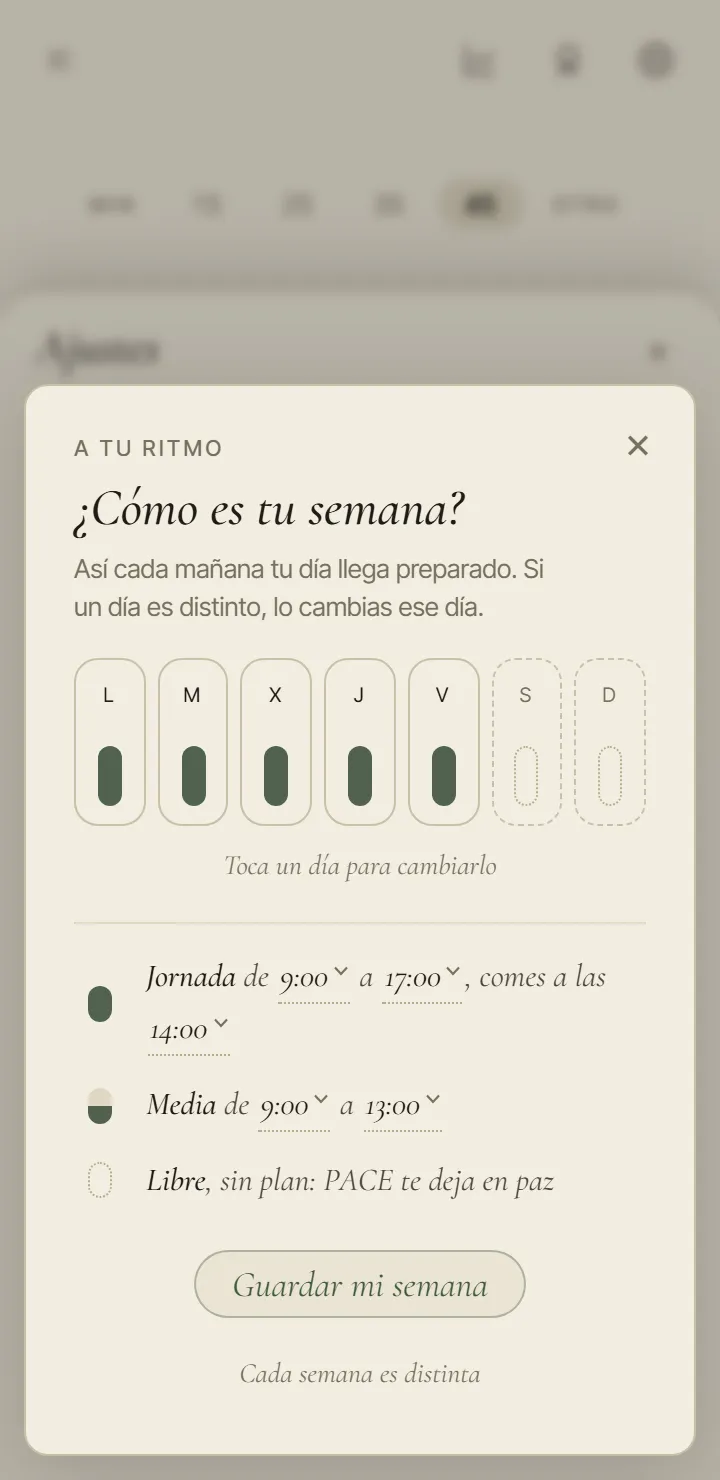 Ajustes
A TU RITMO
¿Cómo es tu semana?
Así cada mañana tu día llega preparado. Si
un día es distinto, lo cambias ese día.
L M X J V S D
Toca un día para cambiarlo
Jornada de 9:00 a 17:00, comes a las
14:00
Media de 9:00 a 13:00
Libre, sin plan: PACE te deja en paz
Guardar mi semana
Cada semana es distinta